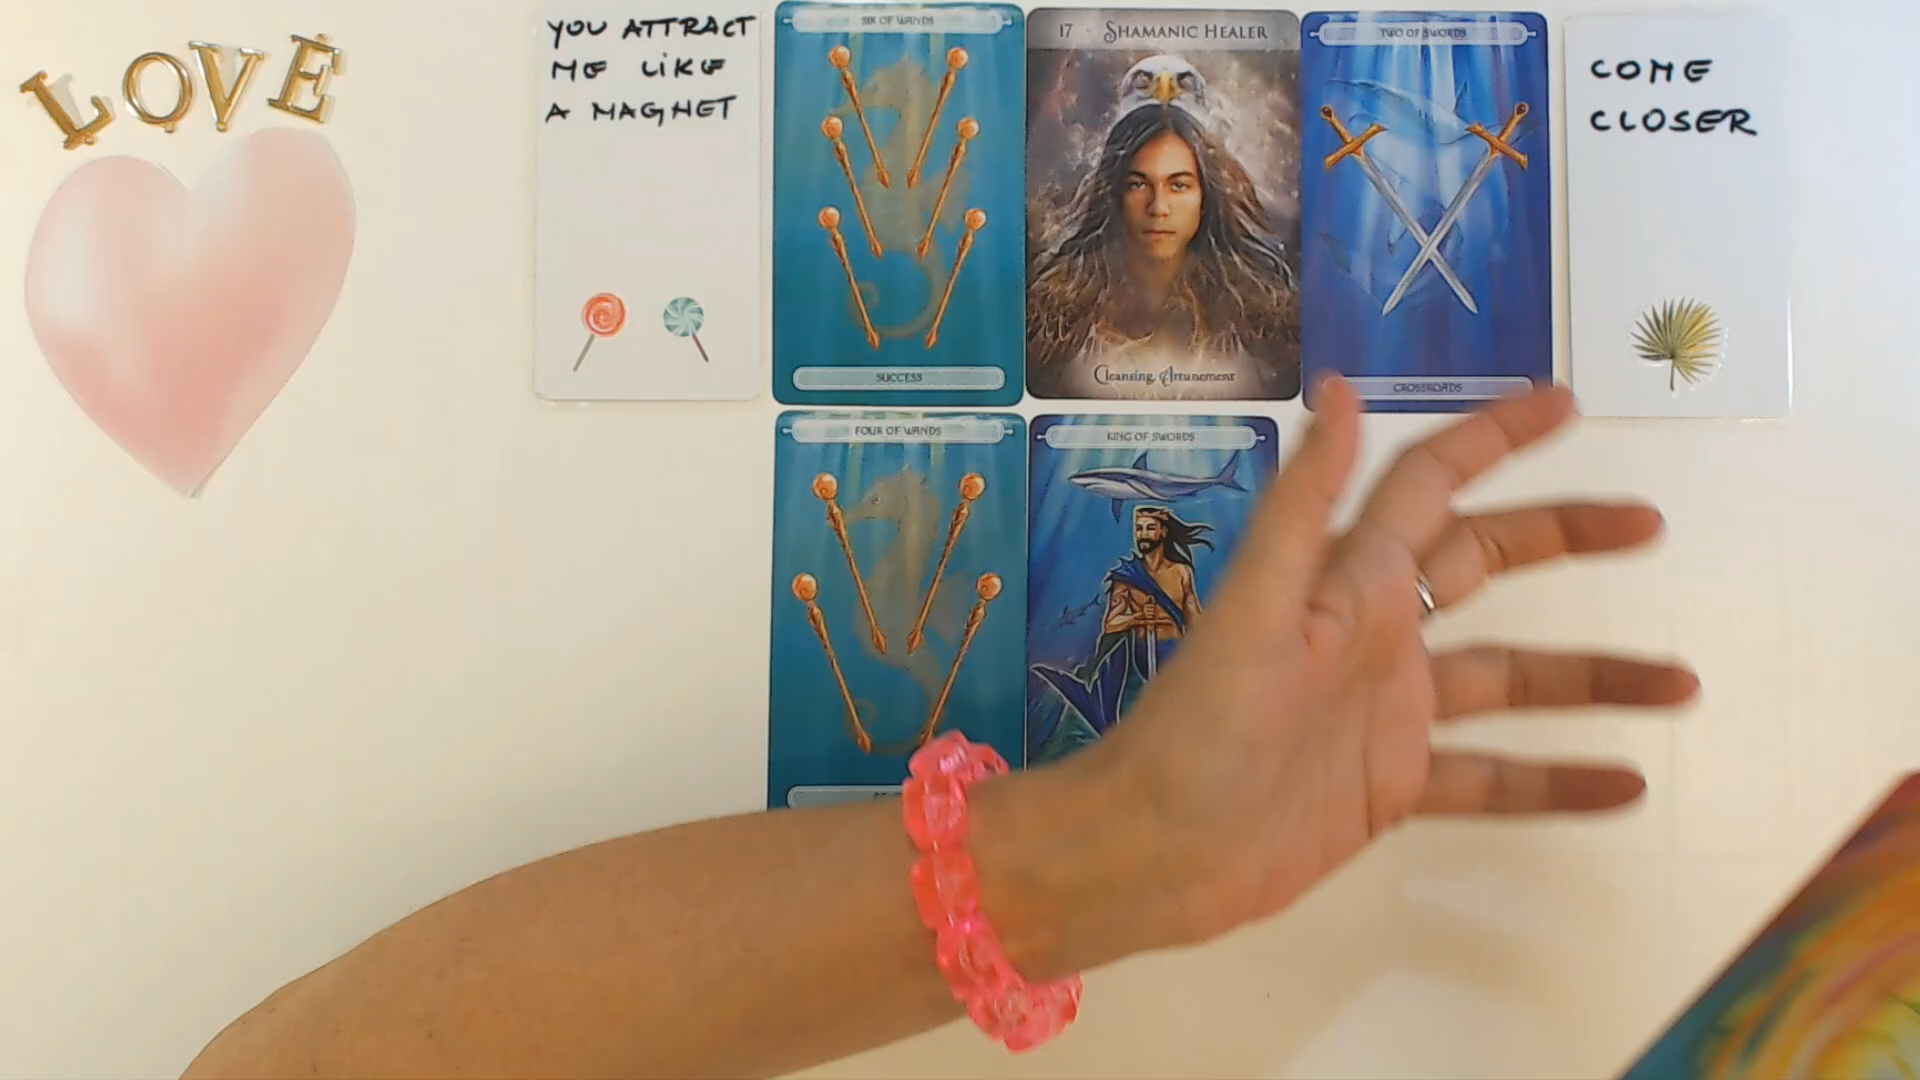 LOVE
YOU ATTRACT
ME LIKE
A MAGNET
SIX OF WANDS
SUCCESS
17 · SHAMANIC HEALER
Cleansing, Attunement
TWO OF SWORDS
CROSSROADS
COME
CLOSER
FOUR OF WANDS
KING OF SWORDS